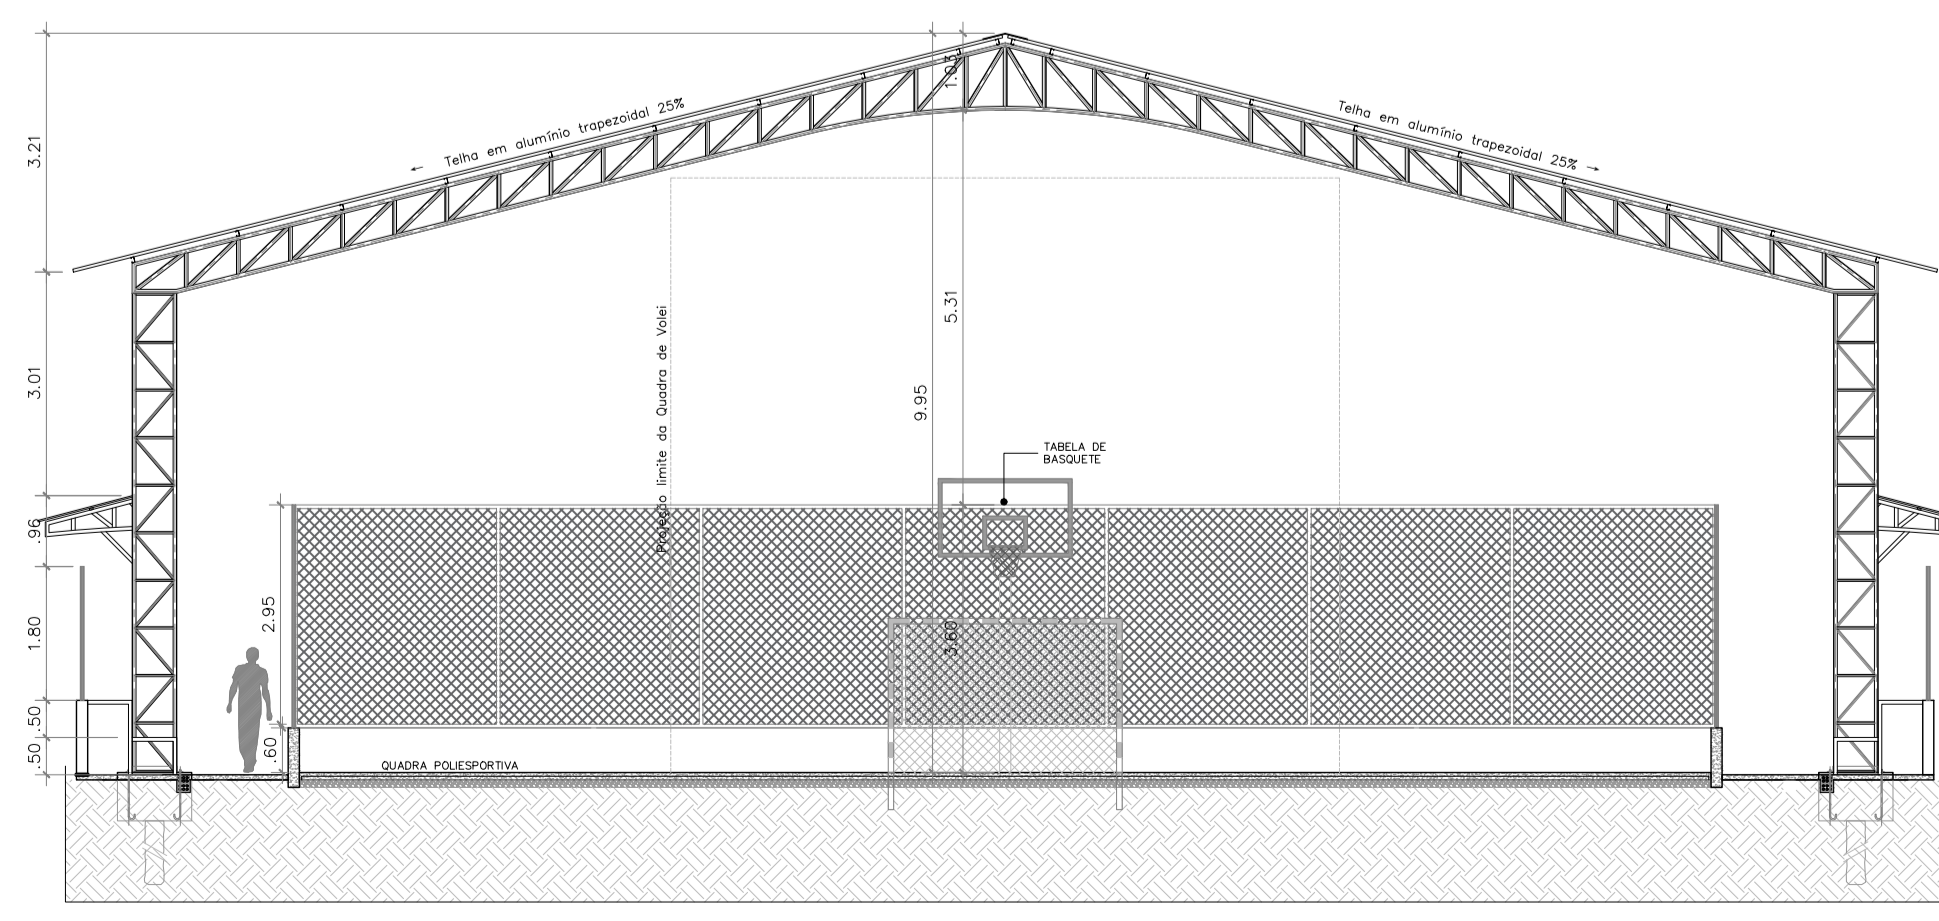 3.21
3.01
.96
1.80
.50
.50
← Telha em alumínio trapezoidal 25%
Telha em alumínio trapezoidal 25% →
1.03
5.31
9.95
3.60
Projeção limite da Quadra de Volei
TABELA DE
BASQUETE
2.95
.60
QUADRA POLIESPORTIVA